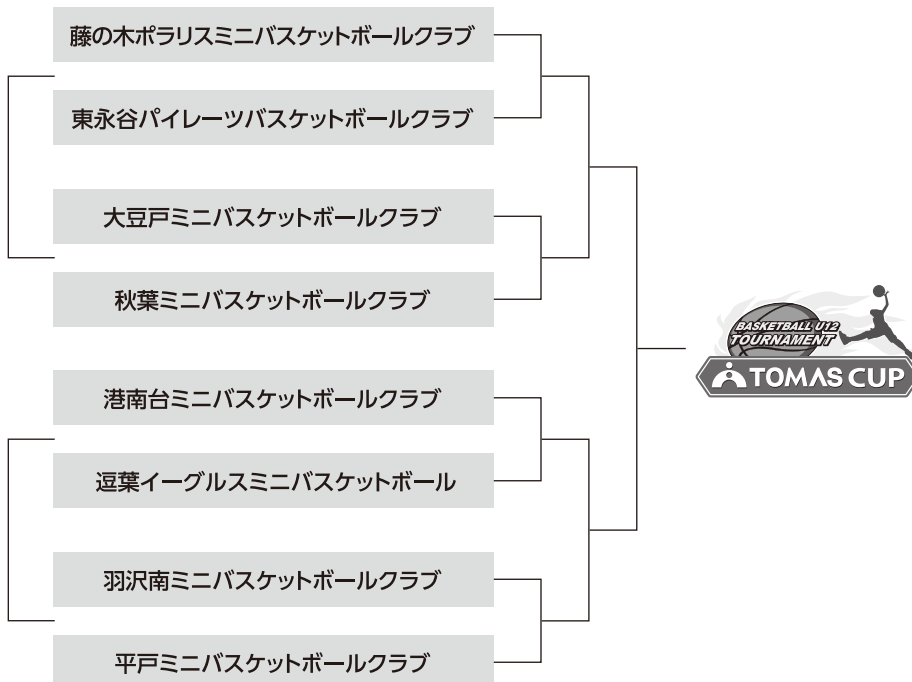 藤の木ポラリスミニバスケットボールクラブ
東永谷パイレーツバスケットボールクラブ
大豆戸ミニバスケットボールクラブ
秋葉ミニバスケットボールクラブ
港南台ミニバスケットボールクラブ
逗葉イーグルスミニバスケットボール
羽沢南ミニバスケットボールクラブ
平戸ミニバスケットボールクラブ
BASKETBALL U12
TOURNAMENT
TOMAS CUP